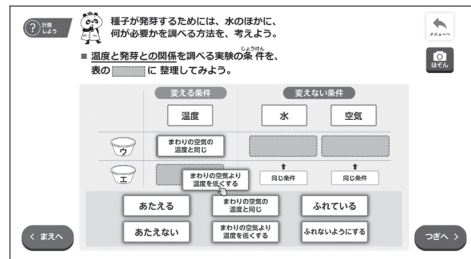 計画
しよう
種子が発芽するためには、水のほかに、
何が必要かを調べる方法を、考えよう。
メニューへ
■ 温度と発芽との関係を調べる実験の条件を、
じょうけん
表の に 整理してみよう。
ほぞん
変える条件
変えない条件
温度
水
空気
ウ
まわりの空気の
温度と同じ
エ
まわりの空気より
温度を低くする
同じ条件
同じ条件
あたえる
まわりの空気の
温度と同じ
ふれている
あたえない
まわりの空気より
温度を低くする
ふれないようにする
まえへ
つぎへ